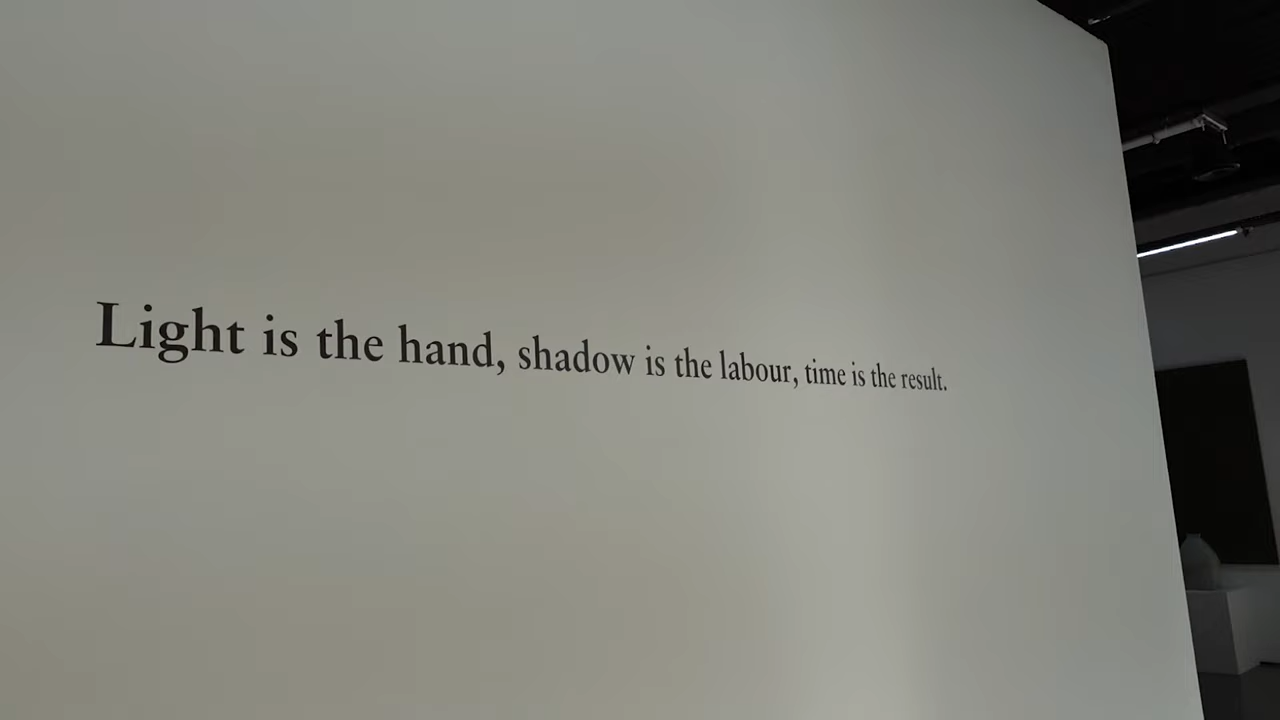 Light is the hand, shadow is the labour, time is the result.